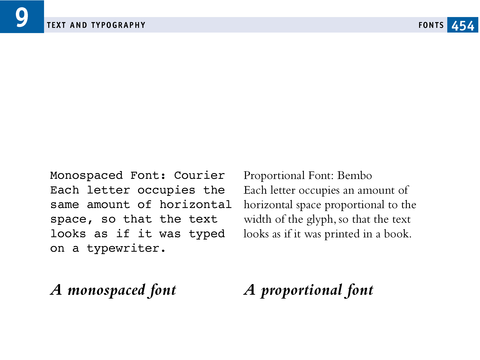 9
TEXT AND TYPOGRAPHY
FONTS 454
Monospaced Font: Courier
Each letter occupies the
same amount of horizontal
space, so that the text
looks as if it was typed
on a typewriter.
Proportional Font: Bembo
Each letter occupies an amount of
horizontal space proportional to the
width of the glyph, so that the text
looks as if it was printed in a book.
A monospaced font
A proportional font